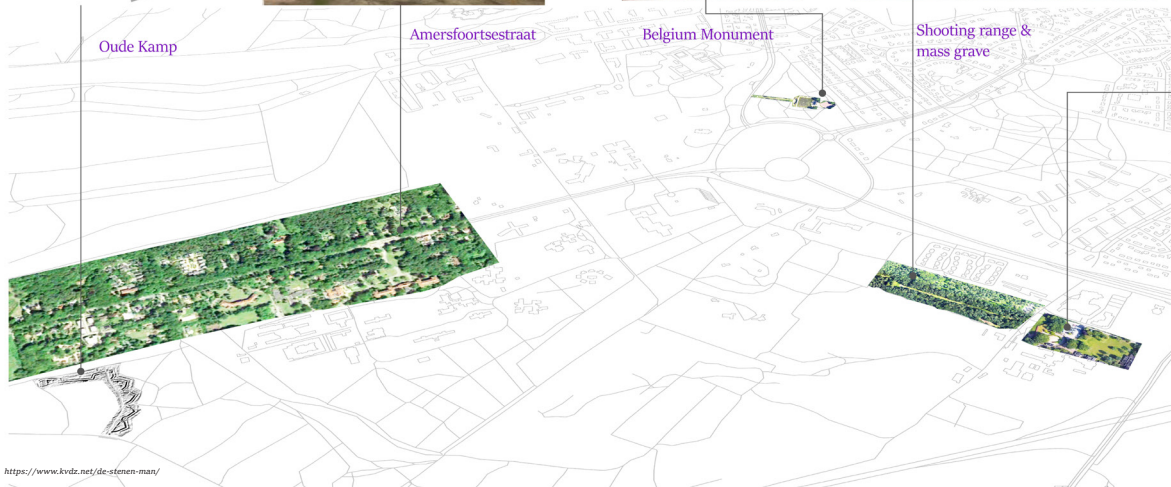 Oude Kamp
Amersfoortsestraat
Belgium Monument
Shooting range &
mass grave
https://www.kvdz.net/de-stenen-man/